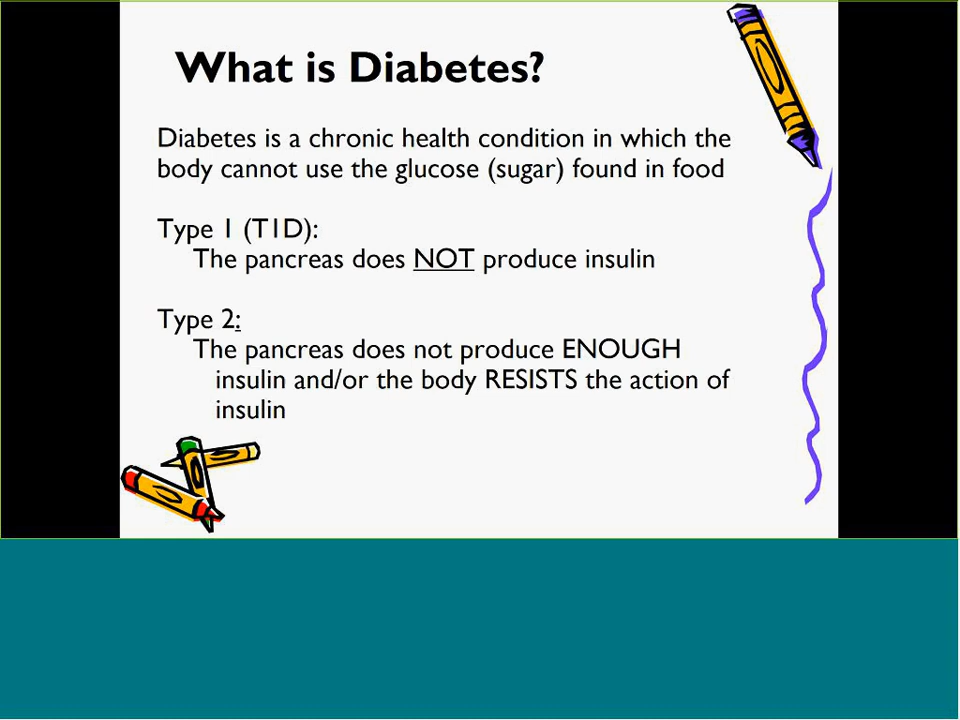 What is Diabetes?
Diabetes is a chronic health condition in which the
body cannot use the glucose (sugar) found in food
Type 1 (T1D):
The pancreas does NOT produce insulin
Type 2:
The pancreas does not produce ENOUGH
insulin and/or the body RESISTS the action of
insulin